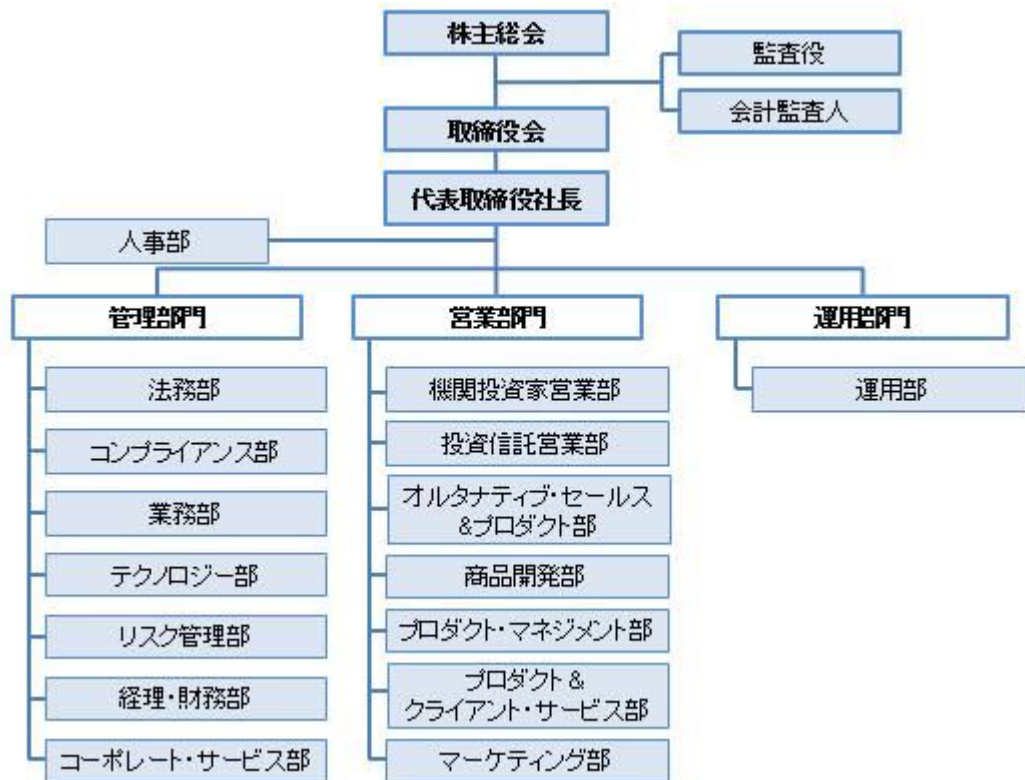 株主総会
監査役
会計監査人
取締役会
代表取締役社長
人事部
管理部門
法務部
コンプライアンス部
業務部
テクノロジー部
リスク管理部
経理・財務部
コーポレート・サービス部
営業部門
機関投資家営業部
投資信託営業部
オルタナティブ・セールス
&プロダクト部
商品開発部
プロダクト・マネジメント部
プロダクト &
クライアント・サービス部
マーケティング部
運用部門
運用部